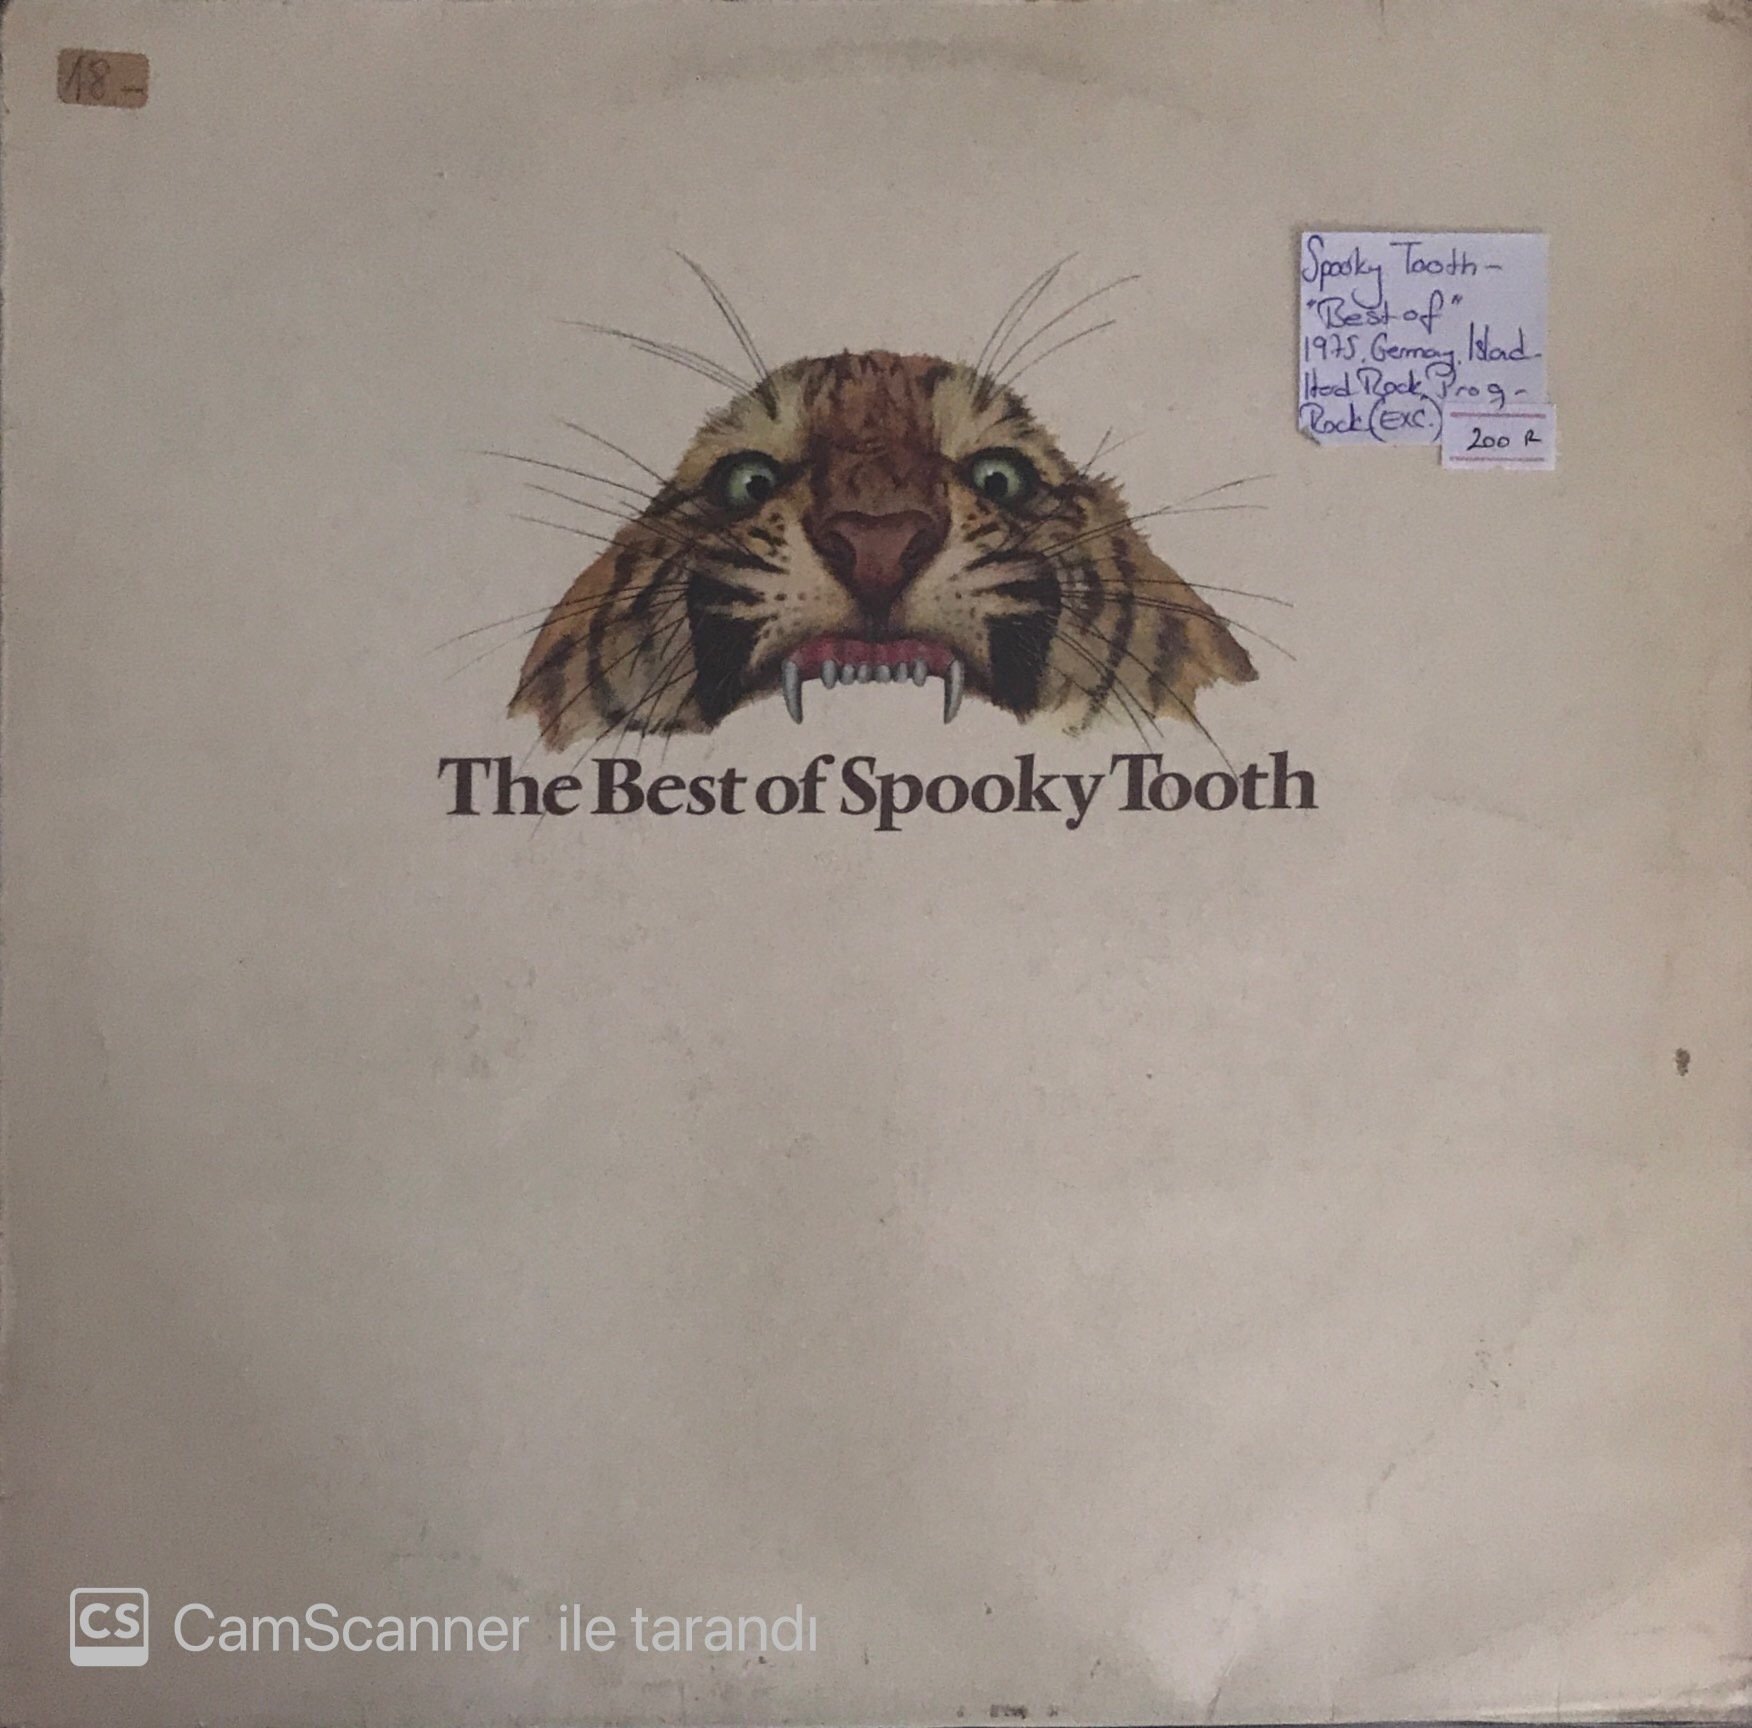 18.-
Spooky Tooth -
"Best of"
1975. Germany. Island-
Hard Rock, Prog-
Rock (EXC.)
200 R
The Best of Spooky Tooth
CS CamScanner ile tarandı